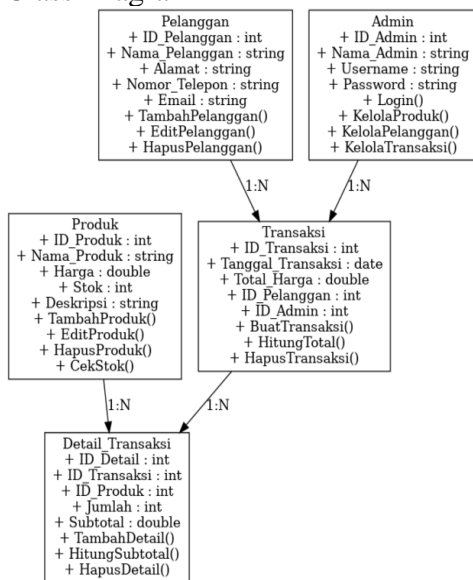 Pelanggan
+ ID_Pelanggan : int
+ Nama_Pelanggan : string
+ Alamat : string
+ Nomor_Telepon : string
+ Email : string
+ TambahPelanggan()
+ EditPelanggan()
+ HapusPelanggan()
Admin
+ ID_Admin : int
+ Nama_Admin : string
+ Username : string
+ Password : string
+ Login()
+ KelolaProduk()
+ KelolaPelanggan()
+ KelolaTransaksi()
1:N
1:N
Produk
+ ID_Produk : int
+ Nama_Produk : string
+ Harga : double
+ Stok : int
+ Deskripsi : string
+ TambahProduk()
+ EditProduk()
+ HapusProduk()
+ CekStok()
Transaksi
+ ID_Transaksi : int
+ Tanggal_Transaksi : date
+ Total_Harga : double
+ ID_Pelanggan : int
+ ID_Admin : int
+ BuatTransaksi()
+ HitungTotal()
+ HapusTransaksi()
1:N
1:N
Detail_Transaksi
+ ID_Detail : int
+ ID_Transaksi : int
+ ID_Produk : int
+ Jumlah : int
+ Subtotal : double
+ TambahDetail()
+ HitungSubtotal()
+ HapusDetail()